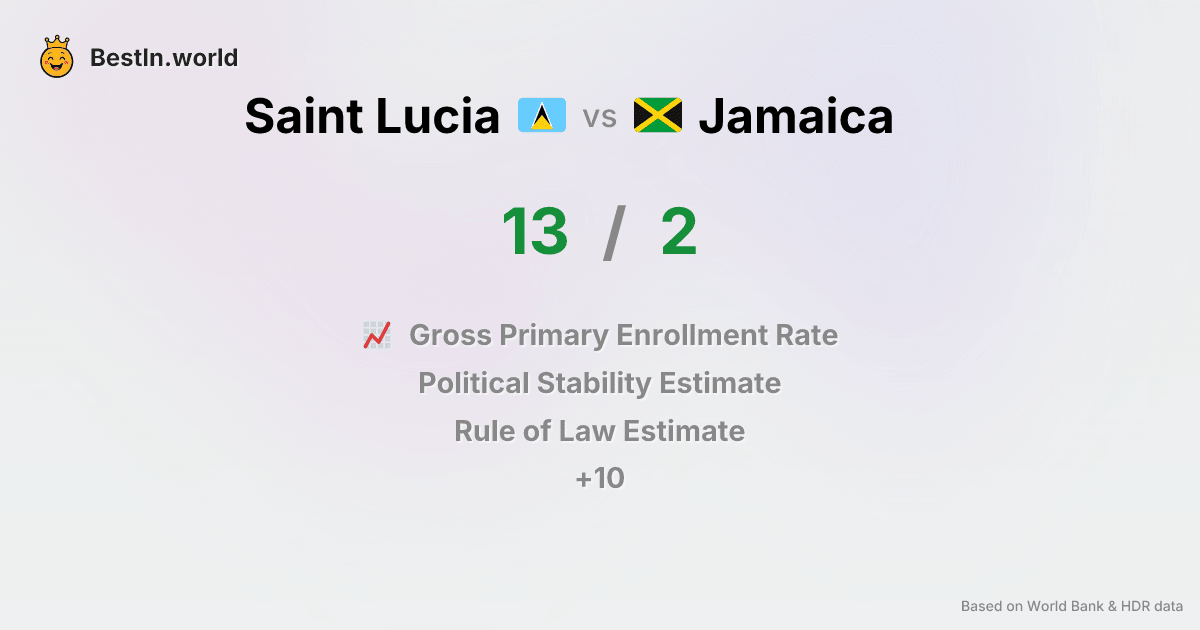 BestIn.world
Saint Lucia vs Jamaica
13 / 2
Gross Primary Enrollment Rate
Political Stability Estimate
Rule of Law Estimate
+10
Based on World Bank & HDR data